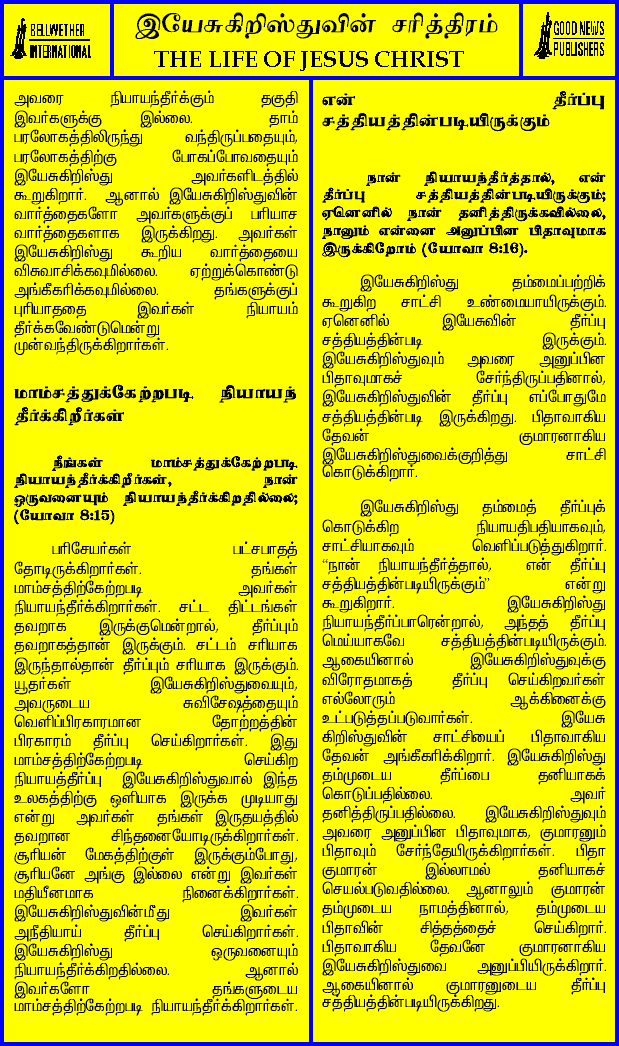 BELLWETHER
INTERNATIONAL
இயேசுகிறிஸ்துவின் சரித்திரம்
THE LIFE OF JESUS CHRIST
GOOD NEWS
PUBLISHERS
அவரை நியாயந்தீர்க்கும் தகுதி
இவர்களுக்கு இல்லை. தாம்
பரலோகத்திலிருந்து வந்திருப்பதையும்,
பரலோகத்திற்கு போகப்போவதையும்
இயேசுகிறிஸ்து அவர்களிடத்தில்
கூறுகிறார். ஆனால் இயேசுகிறிஸ்துவின்
வார்த்தைகளோ அவர்களுக்குப் பரியாச
வார்த்தைகளாக இருக்கிறது. அவர்கள்
இயேசுகிறிஸ்து கூறிய வார்த்தையை
விசுவாசிக்கவுமில்லை. ஏற்றுக்கொண்டு
அங்கீகரிக்கவுமில்லை. தங்களுக்குப்
புரியாததை இவர்கள் நியாயம்
தீர்க்கவேண்டுமென்று
முன்வந்திருக்கிறார்கள்.
மாம்சத்துக்கேற்றபடி நியாயந்
தீர்க்கிறீர்கள்
நீங்கள் மாம்சத்துக்கேற்றபடி
நியாயந்தீர்க்கிறீர்கள், நான்
ஒருவனையும் நியாயந்தீர்க்கிறதில்லை;
(யோவா 8:15)
பரிசேயர்கள் பட்சபாதத்
தோடிருக்கிறார்கள். தங்கள்
மாம்சத்திற்கேற்றபடி அவர்கள்
நியாயந்தீர்க்கிறார்கள். சட்ட திட்டங்கள்
தவறாக இருக்குமென்றால், தீர்ப்பும்
தவறாகத்தான் இருக்கும். சட்டம் சரியாக
இருந்தால்தான் தீர்ப்பும் சரியாக இருக்கும்.
யூதர்கள் இயேசுகிறிஸ்துவையும்,
அவருடைய சுவிசேஷத்தையும்
வெளிப்பிரகாரமான தோற்றத்தின்
பிரகாரம் தீர்ப்பு செய்கிறார்கள். இது
மாம்சத்திற்கேற்றபடி செய்கிற
நியாயத்தீர்ப்பு இயேசுகிறிஸ்துவால் இந்த
உலகத்திற்கு ஒளியாக இருக்க முடியாது
என்று அவர்கள் தங்கள் இருதயத்தில்
தவறான சிந்தனையோடிருக்கிறார்கள்.
சூரியன் மேகத்திற்குள் இருக்கும்போது,
சூரியனே அங்கு இல்லை என்று இவர்கள்
மதியீனமாக நினைக்கிறார்கள்.
இயேசுகிறிஸ்துவின்மீது இவர்கள்
அநீதியாய் தீர்ப்பு செய்கிறார்கள்.
இயேசுகிறிஸ்து ஒருவனையும்
நியாயந்தீர்க்கிறதில்லை. ஆனால்
இவர்களோ தங்களுடைய
மாம்சத்திற்கேற்றபடி நியாயந்தீர்க்கிறார்கள்.
என் தீர்ப்பு
சத்தியத்தின்படியிருக்கும்
நான் நியாயந்தீர்த்தால், என்
தீர்ப்பு சத்தியத்தின்படியிருக்கும்;
ஏனெனில் நான் தனித்திருக்கவில்லை,
நானும் என்னை அனுப்பின பிதாவுமாக
இருக்கிறோம் (யோவா 8:16).
இயேசுகிறிஸ்து தம்மைப்பற்றிக்
கூறுகிற சாட்சி உண்மையாயிருக்கும்.
ஏனெனில் இயேசுவின் தீர்ப்பு
சத்தியத்தின்படி இருக்கும்.
இயேசுகிறிஸ்துவும் அவரை அனுப்பின
பிதாவுமாகச் சேர்ந்திருப்பதினால்,
இயேசுகிறிஸ்துவின் தீர்ப்பு எப்போதுமே
சத்தியத்தின்படி இருக்கிறது. பிதாவாகிய
தேவன் குமாரனாகிய
இயேசுகிறிஸ்துவைக்குறித்து சாட்சி
கொடுக்கிறார்.
இயேசுகிறிஸ்து தம்மைத் தீர்ப்புக்
கொடுக்கிற நியாயதிபதியாகவும்,
சாட்சியாகவும் வெளிப்படுத்துகிறார்.
“நான் நியாயந்தீர்த்தால், என் தீர்ப்பு
சத்தியத்தின்படியிருக்கும்” என்று
கூறுகிறார். இயேசுகிறிஸ்து
நியாயந்தீர்ப்பாரென்றால், அந்தத் தீர்ப்பு
மெய்யாகவே சத்தியத்தின்படியிருக்கும்.
ஆகையினால் இயேசுகிறிஸ்துவுக்கு
விரோதமாகத் தீர்ப்பு செய்கிறவர்கள்
எல்லோரும் ஆக்கினைக்கு
உட்படுத்தப்படுவார்கள். இயேசு
கிறிஸ்துவின் சாட்சியைப் பிதாவாகிய
தேவன் அங்கீகரிக்கிறார். இயேசுகிறிஸ்து
தம்முடைய தீர்ப்பை தனியாகக்
கொடுப்பதில்லை. அவர்
தனித்திருப்பதில்லை. இயேசுகிறிஸ்துவும்
அவரை அனுப்பின பிதாவுமாக, குமாரனும்
பிதாவும் சேர்ந்தேயிருக்கிறார்கள். பிதா
குமாரன் இல்லாமல் தனியாகச்
செயல்படுவதில்லை. ஆனாலும் குமாரன்
தம்முடைய நாமத்தினால், தம்முடைய
பிதாவின் சித்தத்தைச் செய்கிறார்.
பிதாவாகிய தேவனே குமாரனாகிய
இயேசுகிறிஸ்துவை அனுப்பியிருக்கிறார்.
ஆகையினால் குமாரனுடைய தீர்ப்பு
சத்தியத்தின்படியிருக்கிறது.